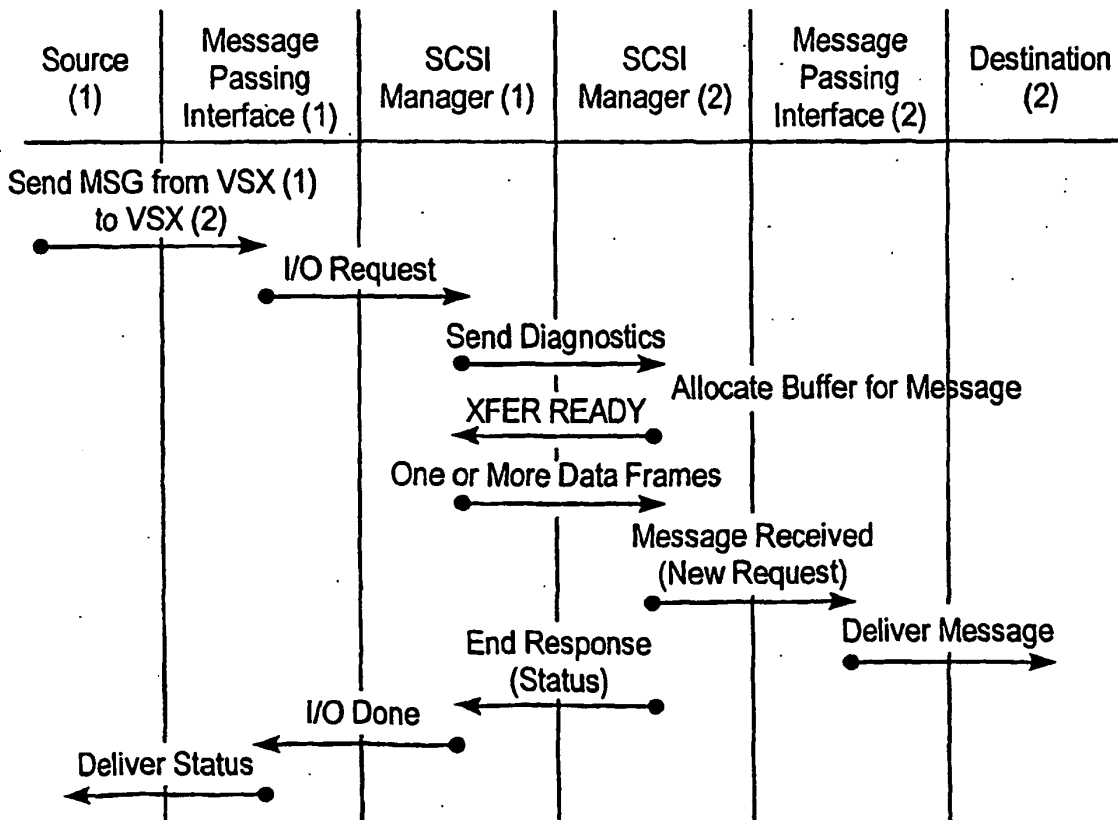 Source
(1)
Message
Passing
Interface (1)
SCSI
Manager (1)
SCSI
Manager (2)
Message
Passing
Interface (2)
Destination
(2)
Send MSG from VSX (1)
to VSX (2)
I/O Request
Send Diagnostics
Allocate Buffer for Message
XFER READY
One or More Data Frames
Message Received
(New Request)
Deliver Message
End Response
(Status)
I/O Done
Deliver Status